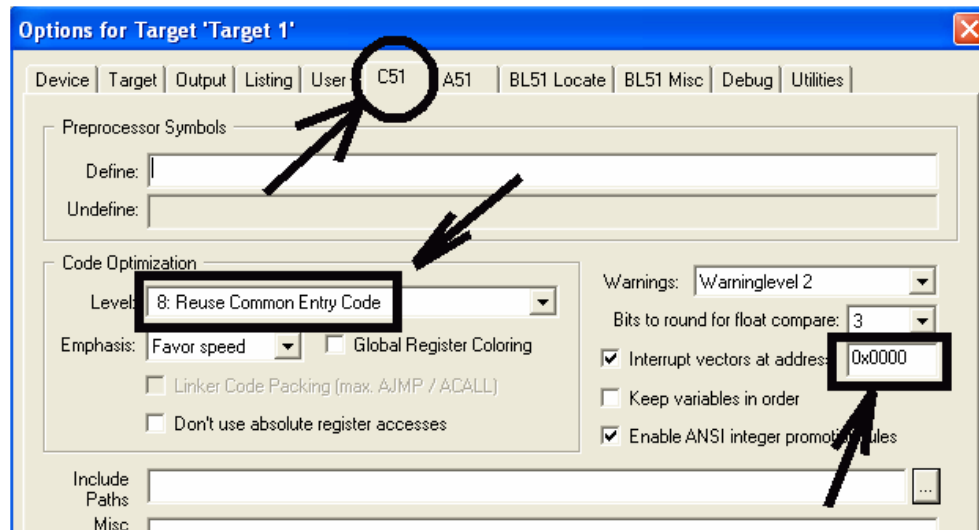 Options for Target 'Target 1'
Device Target Output Listing User C51 A51 BL51 Locate BL51 Misc Debug Utilities
Preprocessor Symbols
Define:
Undefine:
Code Optimization
Level: 8: Reuse Common Entry Code
Emphasis: Favor speed
Global Register Coloring
Linker Code Packing (max. AJMP / ACALL)
Don't use absolute register accesses
Warnings: Warninglevel 2
Bits to round for float compare: 3
Interrupt vectors at address: 0x0000
Keep variables in order
Enable ANSI integer promotion rules
Include
Paths
...
Misc